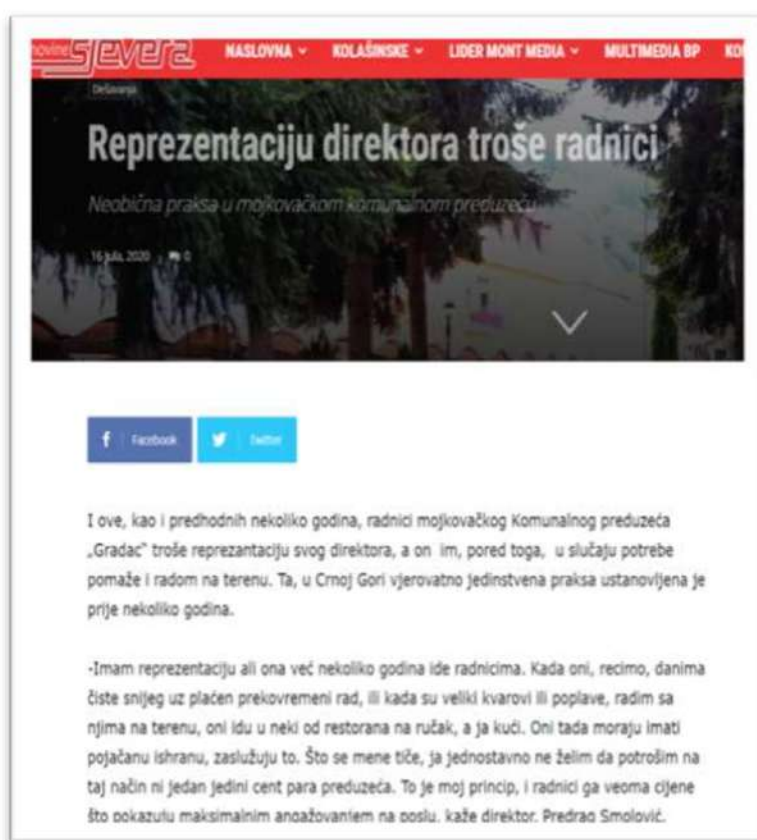 novine sjevera NASLOVNA KOLAŠINSKE LIDER MONT MEDIA MULTIMEDIA BP
Dešavanja
Reprezentaciju direktora troše radnici
Neobična praksa u mojkovačkom komunalnom preduzeću
16 jula, 2020 0
Facebook Twitter
I ove, kao i predhodnih nekoliko godina, radnici mojkovačkog Komunalnog preduzeća
„Gradac“ troše reprezantaciju svog direktora, a on im, pored toga, u slučaju potrebe
pomaže i radom na terenu. Ta, u Crnoj Gori vjerovatno jedinstvena praksa ustanovljena je
prije nekoliko godina.
-Imam reprezentaciju ali ona već nekoliko godina ide radnicima. Kada oni, recimo, danima
čiste snijeg uz plaćen prekovremeni rad, ili kada su veliki kvarovi ili poplave, radim sa
njima na terenu, oni idu u neki od restorana na ručak, a ja kući. Oni tada moraju imati
pojačanu ishranu, zaslužuju to. Što se mene tiče, ja jednostavno ne želim da potrošim na
taj način ni jedan jedini cent para preduzeća. To je moj princip, i radnici ga veoma cijene
što pokazuju maksimalnim angažovanjem na poslu, kaže direktor, Predrag Smolović.